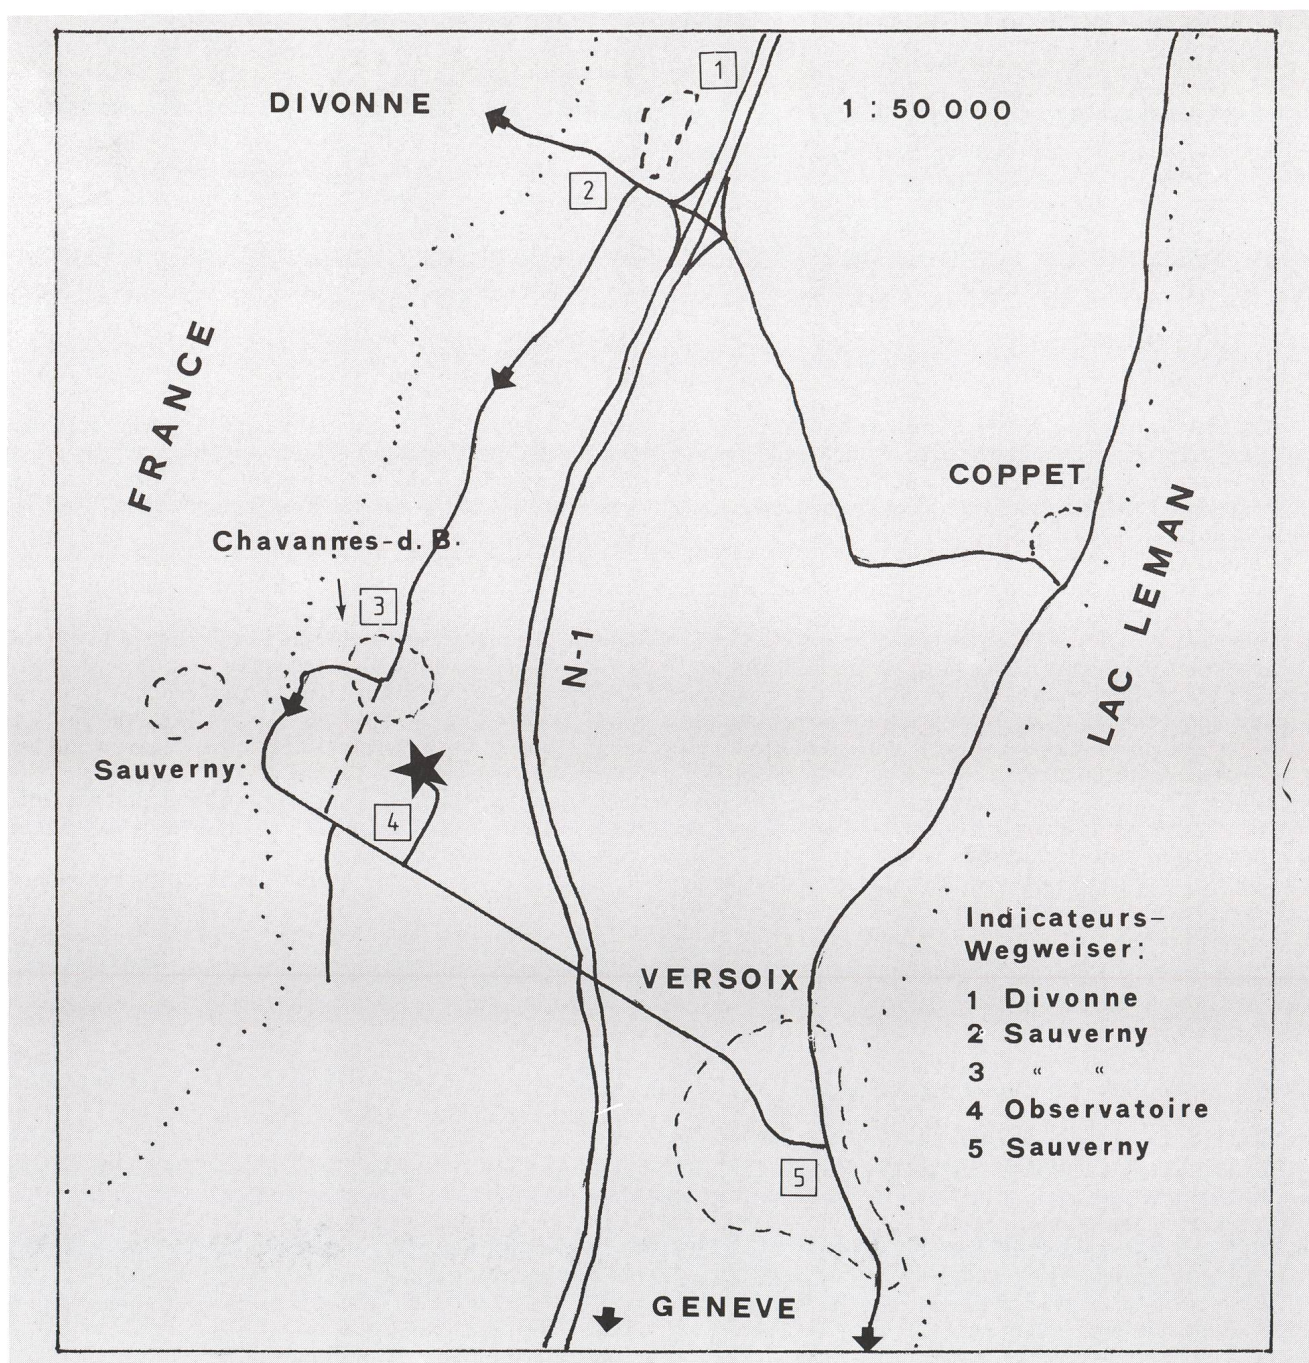 1
DIVONNE
1 : 50 000
2
FRANCE
COPPET
Chavannes-d.B.
3
N-1
LAC LEMAN
Sauverny
4
Indicateurs-
Wegweiser:
VERSOIX
1 Divonne
2 Sauverny
3 " "
4 Observatoire
5 Sauverny
5
GENEVE